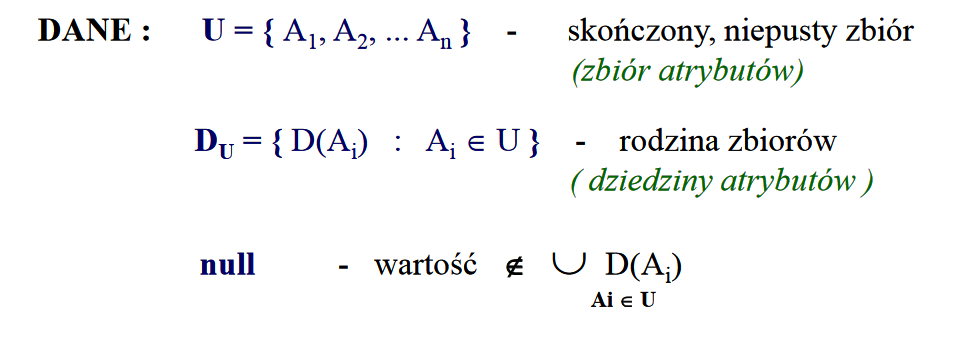 DANE : U = { A1, A2, ... An } - skończony, niepusty zbiór
(zbiór atrybutów)
DU = { D(Ai) : Ai ∈ U } - rodzina zbiorów
( dziedziny atrybutów )
null - wartość ∉ ∪ D(Ai)
Ai ∈ U